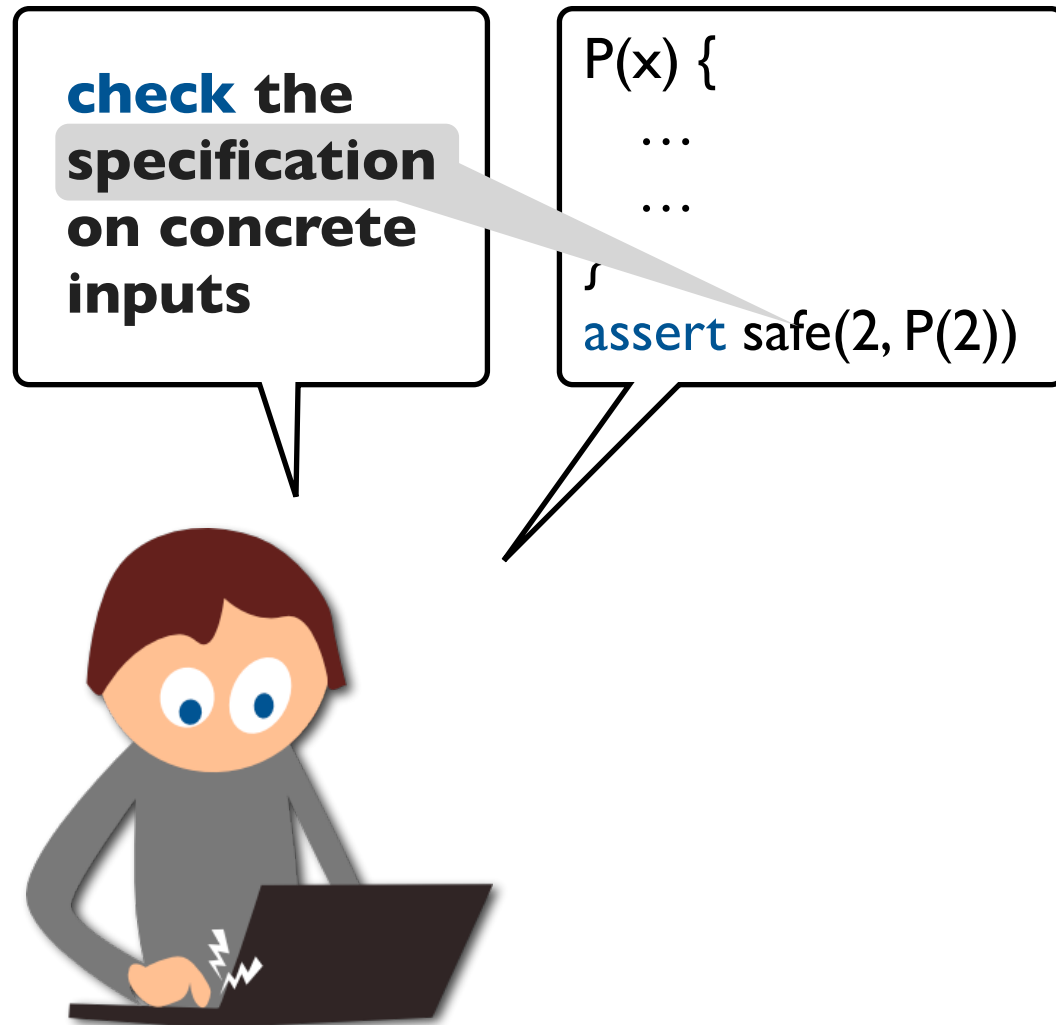 check the
specification
on concrete
inputs
P(x) {
…
…
}
assert safe(2, P(2))